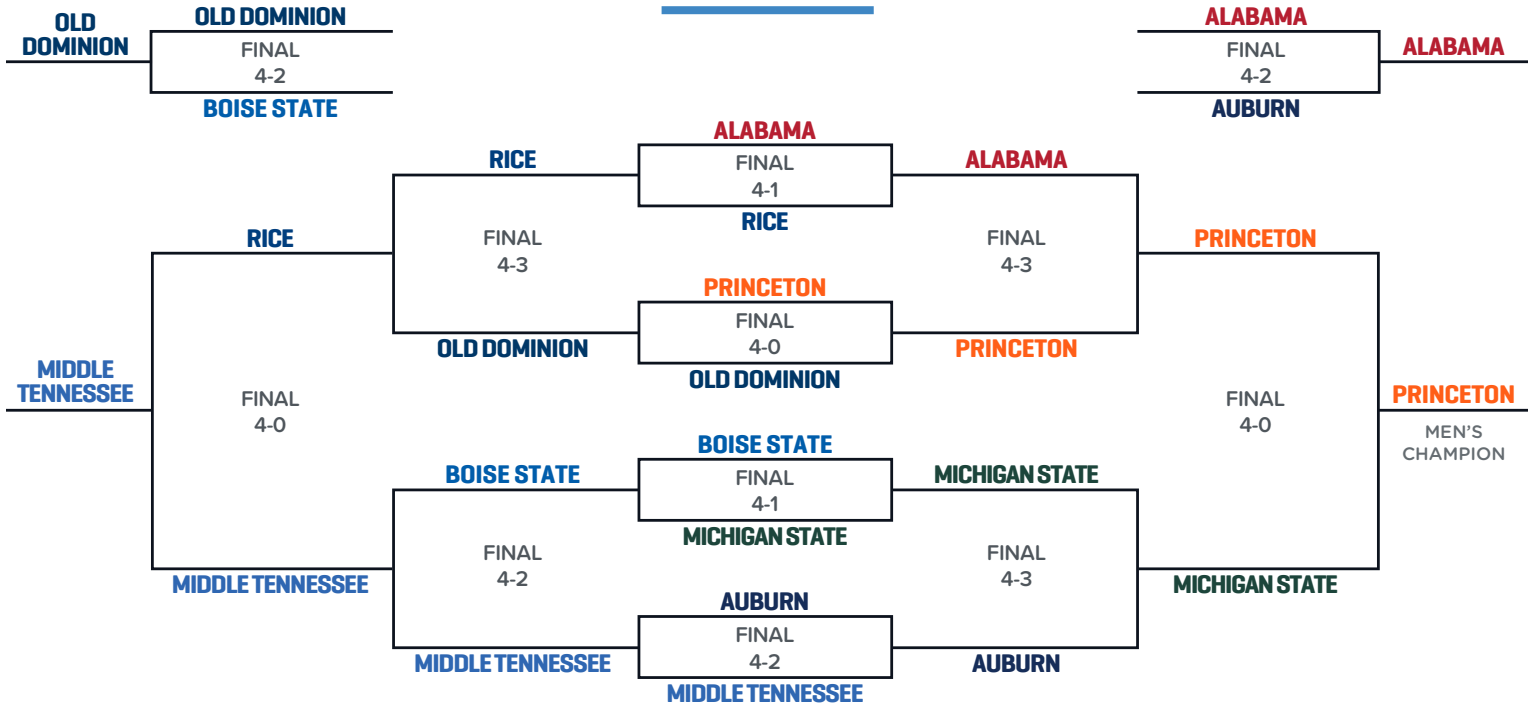 OLD
DOMINION
OLD DOMINION
FINAL
4-2
BOISE STATE
ALABAMA
FINAL
4-2
AUBURN
ALABAMA
ALABAMA
FINAL
4-1
RICE
RICE
ALABAMA
FINAL
4-3
FINAL
4-3
RICE
PRINCETON
PRINCETON
FINAL
4-0
OLD DOMINION
OLD DOMINION
PRINCETON
MIDDLE
TENNESSEE
FINAL
4-0
FINAL
4-0
PRINCETON
MEN'S
CHAMPION
BOISE STATE
FINAL
4-1
MICHIGAN STATE
BOISE STATE
MICHIGAN STATE
FINAL
4-2
FINAL
4-3
MIDDLE TENNESSEE
MICHIGAN STATE
AUBURN
FINAL
4-2
MIDDLE TENNESSEE
MIDDLE TENNESSEE
AUBURN